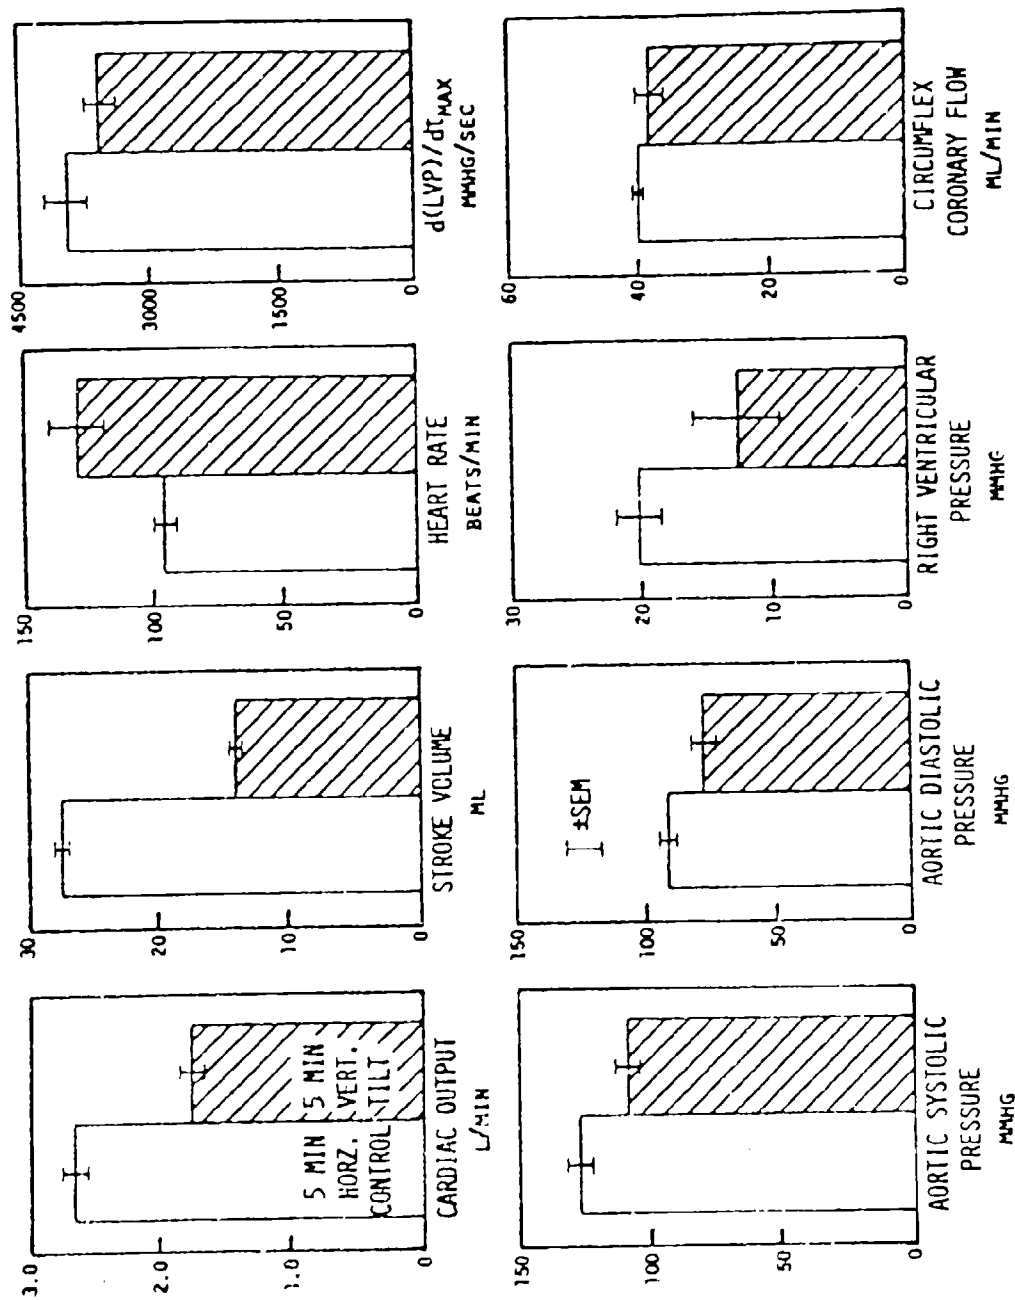 3.0
2.0
1.0
0
5 MIN 5 MIN
HORZ. VERT.
CONTROL TILT
CARDIAC OUTPUT
L/MIN
30
20
10
0
STROKE VOLUME
ML
150
100
50
0
HEART RATE
BEATS/MIN
4500
3000
1500
0
d(LVP)/dtMAX
MMHG/SEC
150
100
50
0
AORTIC SYSTOLIC
PRESSURE
MMHG
150
100
50
0
±SEM
AORTIC DIASTOLIC
PRESSURE
MMHG
30
20
10
0
RIGHT VENTRICULAR
PRESSURE
MMHG
60
40
20
0
CIRCUMFLEX
CORONARY FLOW
ML/MIN